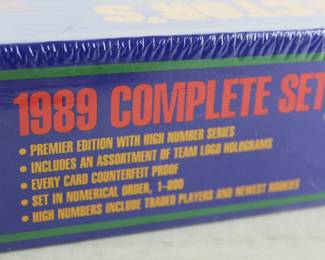 1989 COMPLETE SET
• PREMIER EDITION WITH HIGH NUMBER SERIES
• INCLUDES AN ASSORTMENT OF TEAM LOGO HOLOGRAMS
• EVERY CARD COUNTERFEIT PROOF
• SET IN NUMERICAL ORDER, 1-800
• HIGH NUMBERS INCLUDE TRADED PLAYERS AND NEWEST ROOKIES